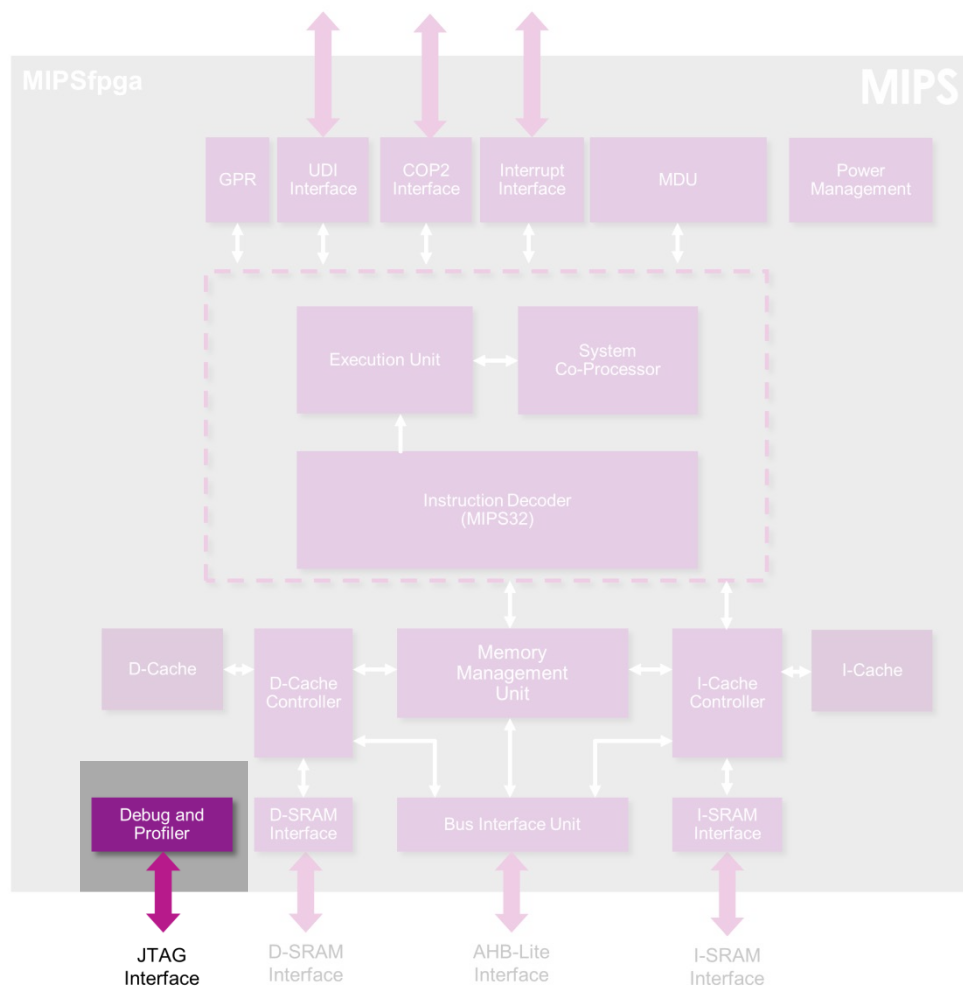 MIPSfpga
MIPS
GPR
UDI
Interface
COP2
Interface
Interrupt
Interface
MDU
Power
Management
Execution Unit
System
Co-Processor
Instruction Decoder
(MIPS32)
D-Cache
D-Cache
Controller
Memory
Management
Unit
I-Cache
Controller
I-Cache
Debug and
Profiler
D-SRAM
Interface
Bus Interface Unit
I-SRAM
Interface
JTAG
Interface
D-SRAM
Interface
AHB-Lite
Interface
I-SRAM
Interface